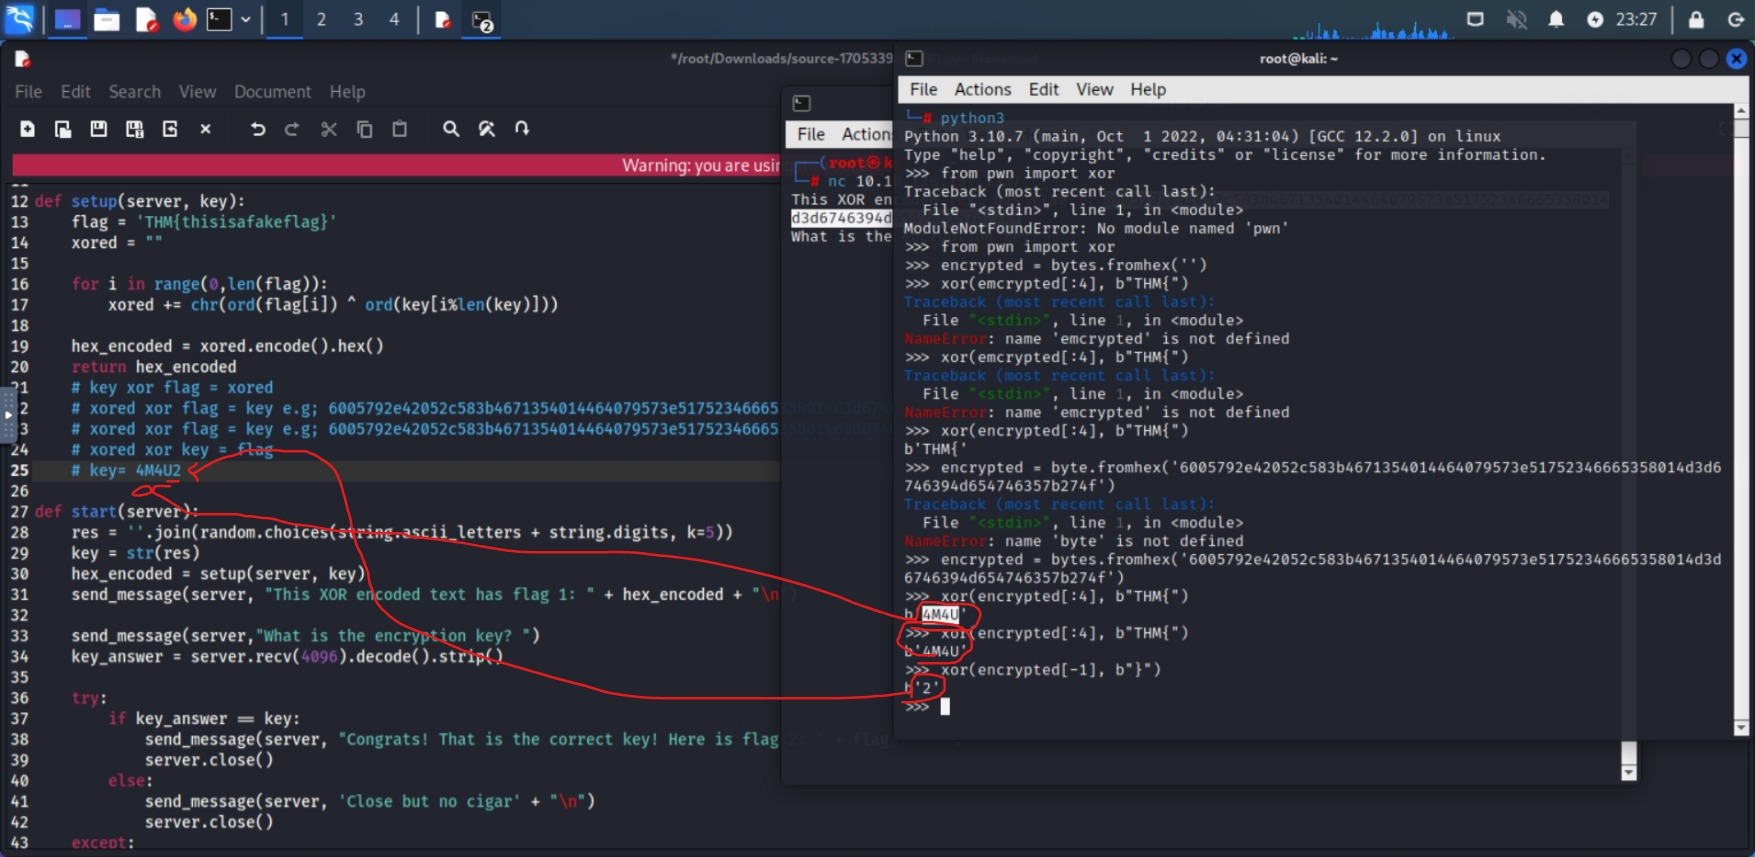 1 2 3 4 2 23:27
*/root/Downloads/source-1705339
File Edit Search View Document Help
Warning: you are usin
12 def setup(server, key):
13 flag = 'THM{thisisafakeflag}'
14 xored = ""
15
16 for i in range(0,len(flag)):
17 xored += chr(ord(flag[i]) ^ ord(key[i%len(key)]))
18
19 hex_encoded = xored.encode().hex()
20 return hex_encoded
21 # key xor flag = xored
22 # xored xor flag = key e.g; 6005792e42052c583b4671354014464079573e51752346665
23 # xored xor flag = key e.g; 6005792e42052c583b4671354014464079573e51752346665
24 # xored xor key = flag
25 # key= 4M4U2
26
27 def start(server):
28 res = ''.join(random.choices(string.ascii_letters + string.digits, k=5))
29 key = str(res)
30 hex_encoded = setup(server, key)
31 send_message(server, "This XOR encoded text has flag 1: " + hex_encoded + "\n")
32
33 send_message(server,"What is the encryption key? ")
34 key_answer = server.recv(4096).decode().strip()
35
36 try:
37 if key_answer == key:
38 send_message(server, "Congrats! That is the correct key! Here is flag 2: " + flag
39 server.close()
40 else:
41 send_message(server, 'Close but no cigar' + "\n")
42 server.close()
43 except:
File Action
(root㉿k
# nc 10.1
This XOR en
d3d6746394d
What is the
root@kali: ~
File Actions Edit View Help
# python3
Python 3.10.7 (main, Oct 1 2022, 04:31:04) [GCC 12.2.0] on linux
Type "help", "copyright", "credits" or "license" for more information.
>>> from pwn import xor
Traceback (most recent call last):
File "<stdin>", line 1, in <module>
ModuleNotFoundError: No module named 'pwn'
>>> from pwn import xor
>>> encrypted = bytes.fromhex('')
>>> xor(emcrypted[:4], b"THM{")
Traceback (most recent call last):
File "<stdin>", line 1, in <module>
NameError: name 'emcrypted' is not defined
>>> xor(emcrypted[:4], b"THM{")
Traceback (most recent call last):
File "<stdin>", line 1, in <module>
NameError: name 'emcrypted' is not defined
>>> xor(encrypted[:4], b"THM{")
b'THM{'
>>> encrypted = byte.fromhex('6005792e42052c583b4671354014464079573e51752346665358014d3d6
746394d654746357b274f')
Traceback (most recent call last):
File "<stdin>", line 1, in <module>
NameError: name 'byte' is not defined
>>> encrypted = bytes.fromhex('6005792e42052c583b4671354014464079573e51752346665358014d3d
6746394d654746357b274f')
>>> xor(encrypted[:4], b"THM{")
b'4M4U'
>>> xor(encrypted[:4], b"THM{")
b'4M4U'
>>> xor(encrypted[-1], b"}")
b'2'
>>>